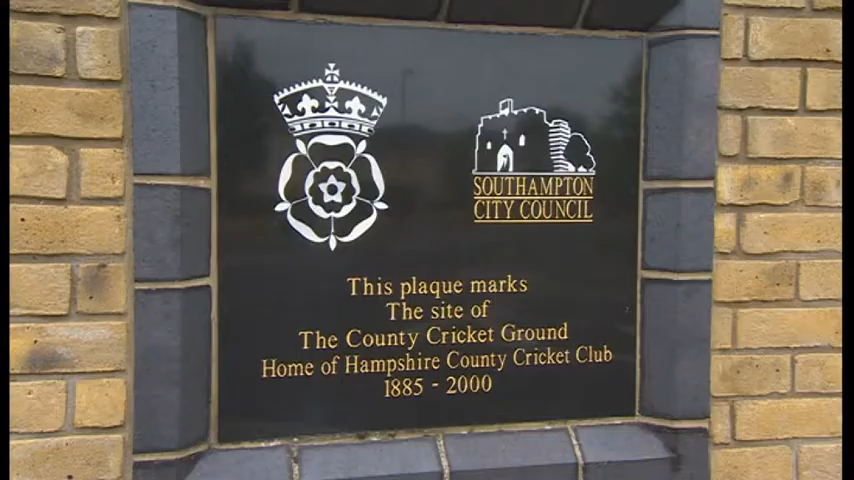 SOUTHAMPTON
CITY COUNCIL
This plaque marks
The site of
The County Cricket Ground
Home of Hampshire County Cricket Club
1885 - 2000